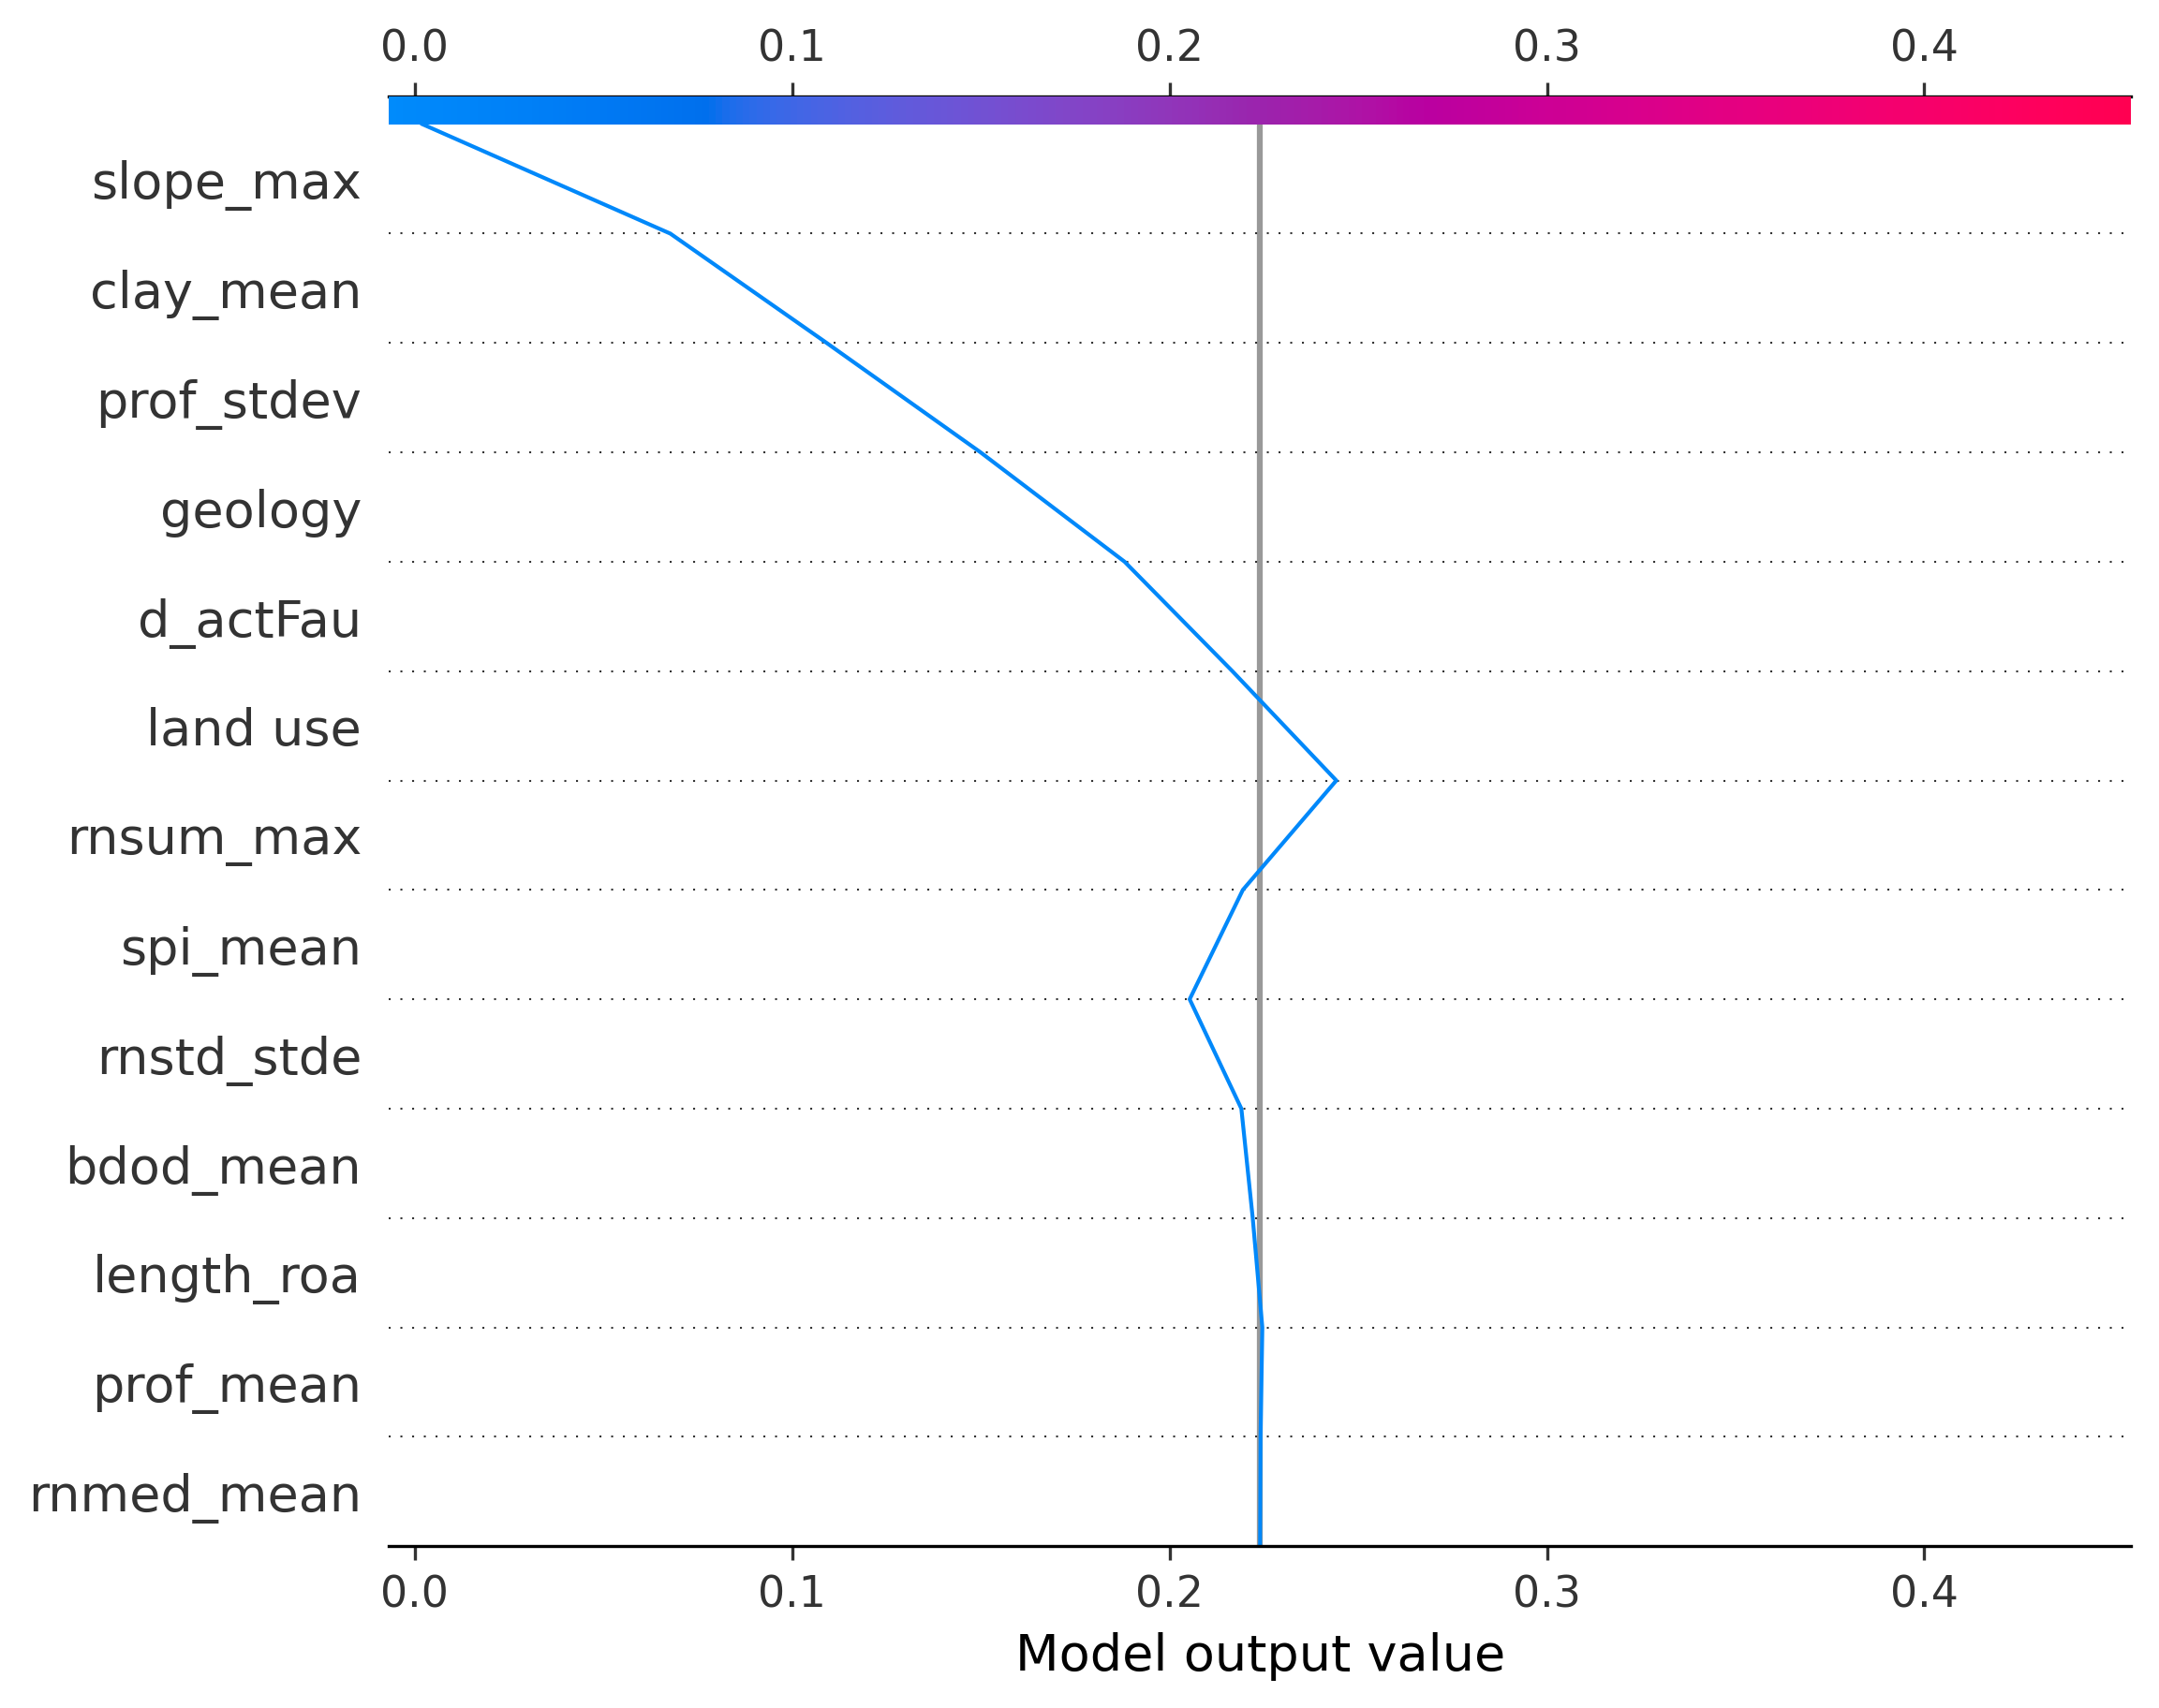 0.0 0.1 0.2 0.3 0.4
slope_max
clay_mean
prof_stdev
geology
d_actFau
land use
rnsum_max
spi_mean
rnstd_stde
bdod_mean
length_roa
prof_mean
rnmed_mean
0.0 0.1 0.2 0.3 0.4
Model output value